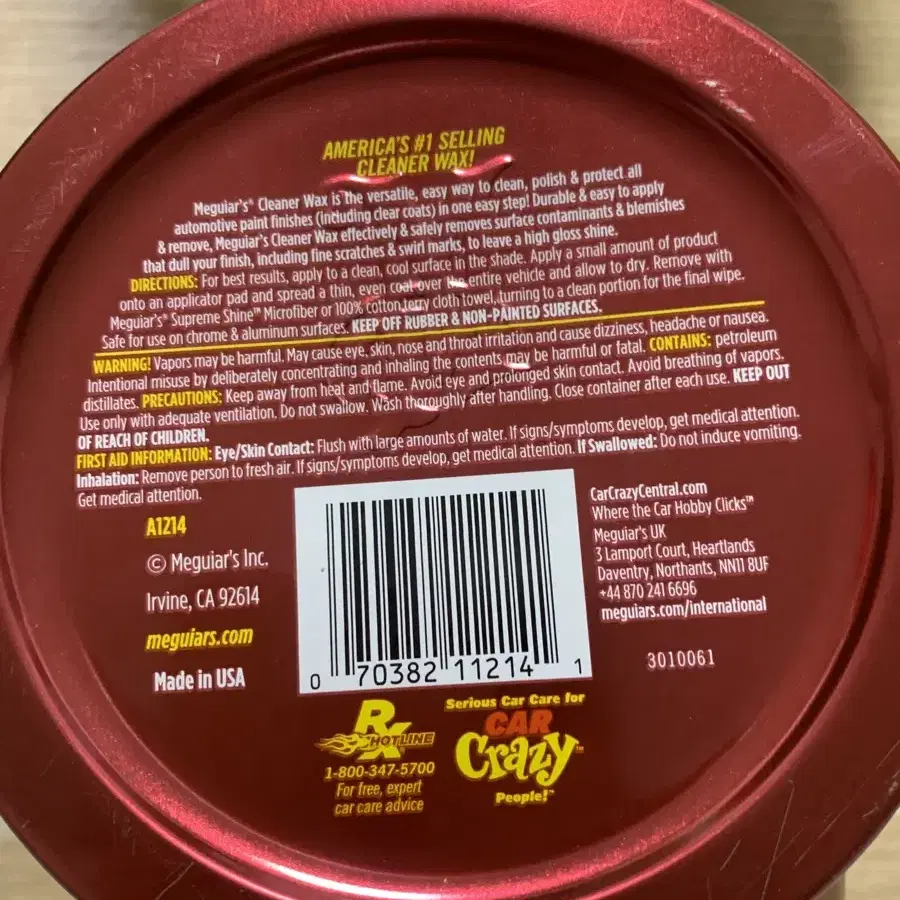 AMERICA'S #1 SELLING
CLEANER WAX!
Meguiar's® Cleaner Wax is the versatile, easy way to clean, polish & protect all
automotive paint finishes (including clear coats) in one easy step! Durable & easy to apply
& remove, Meguiar's Cleaner Wax effectively & safely removes surface contaminants & blemishes
that dull your finish, including fine scratches & swirl marks, to leave a high gloss shine.
DIRECTIONS: For best results, apply to a clean, cool surface in the shade. Apply a small amount of product
onto an applicator pad and spread a thin, even coat over the entire vehicle and allow to dry. Remove with
Meguiar's® Supreme Shine™ Microfiber or 100% cotton terry cloth towel, turning to a clean portion for the final wipe.
Safe for use on chrome & aluminum surfaces. KEEP OFF RUBBER & NON-PAINTED SURFACES.
WARNING! Vapors may be harmful. May cause eye, skin, nose and throat irritation and cause dizziness, headache or nausea.
Intentional misuse by deliberately concentrating and inhaling the contents may be harmful or fatal. CONTAINS: petroleum
distillates. PRECAUTIONS: Keep away from heat and flame. Avoid eye and prolonged skin contact. Avoid breathing of vapors.
Use only with adequate ventilation. Do not swallow. Wash thoroughly after handling. Close container after each use. KEEP OUT
OF REACH OF CHILDREN.
FIRST AID INFORMATION: Eye/Skin Contact: Flush with large amounts of water. If signs/symptoms develop, get medical attention.
Inhalation: Remove person to fresh air. If signs/symptoms develop, get medical attention. If Swallowed: Do not induce vomiting.
Get medical attention.
A1214
© Meguiar's Inc.
Irvine, CA 92614
meguiars.com
Made in USA
0 70382 11214 1
CarCrazyCentral.com
Where the Car Hobby Clicks™
Meguiar's UK
3 Lamport Court, Heartlands
Daventry, Northants, NN11 8UF
+44 870 241 6696
meguiars.com/international
3010061
Rx HOTLINE
1-800-347-5700
For free, expert
car care advice
Serious Car Care for
CAR
Crazy™
People!™